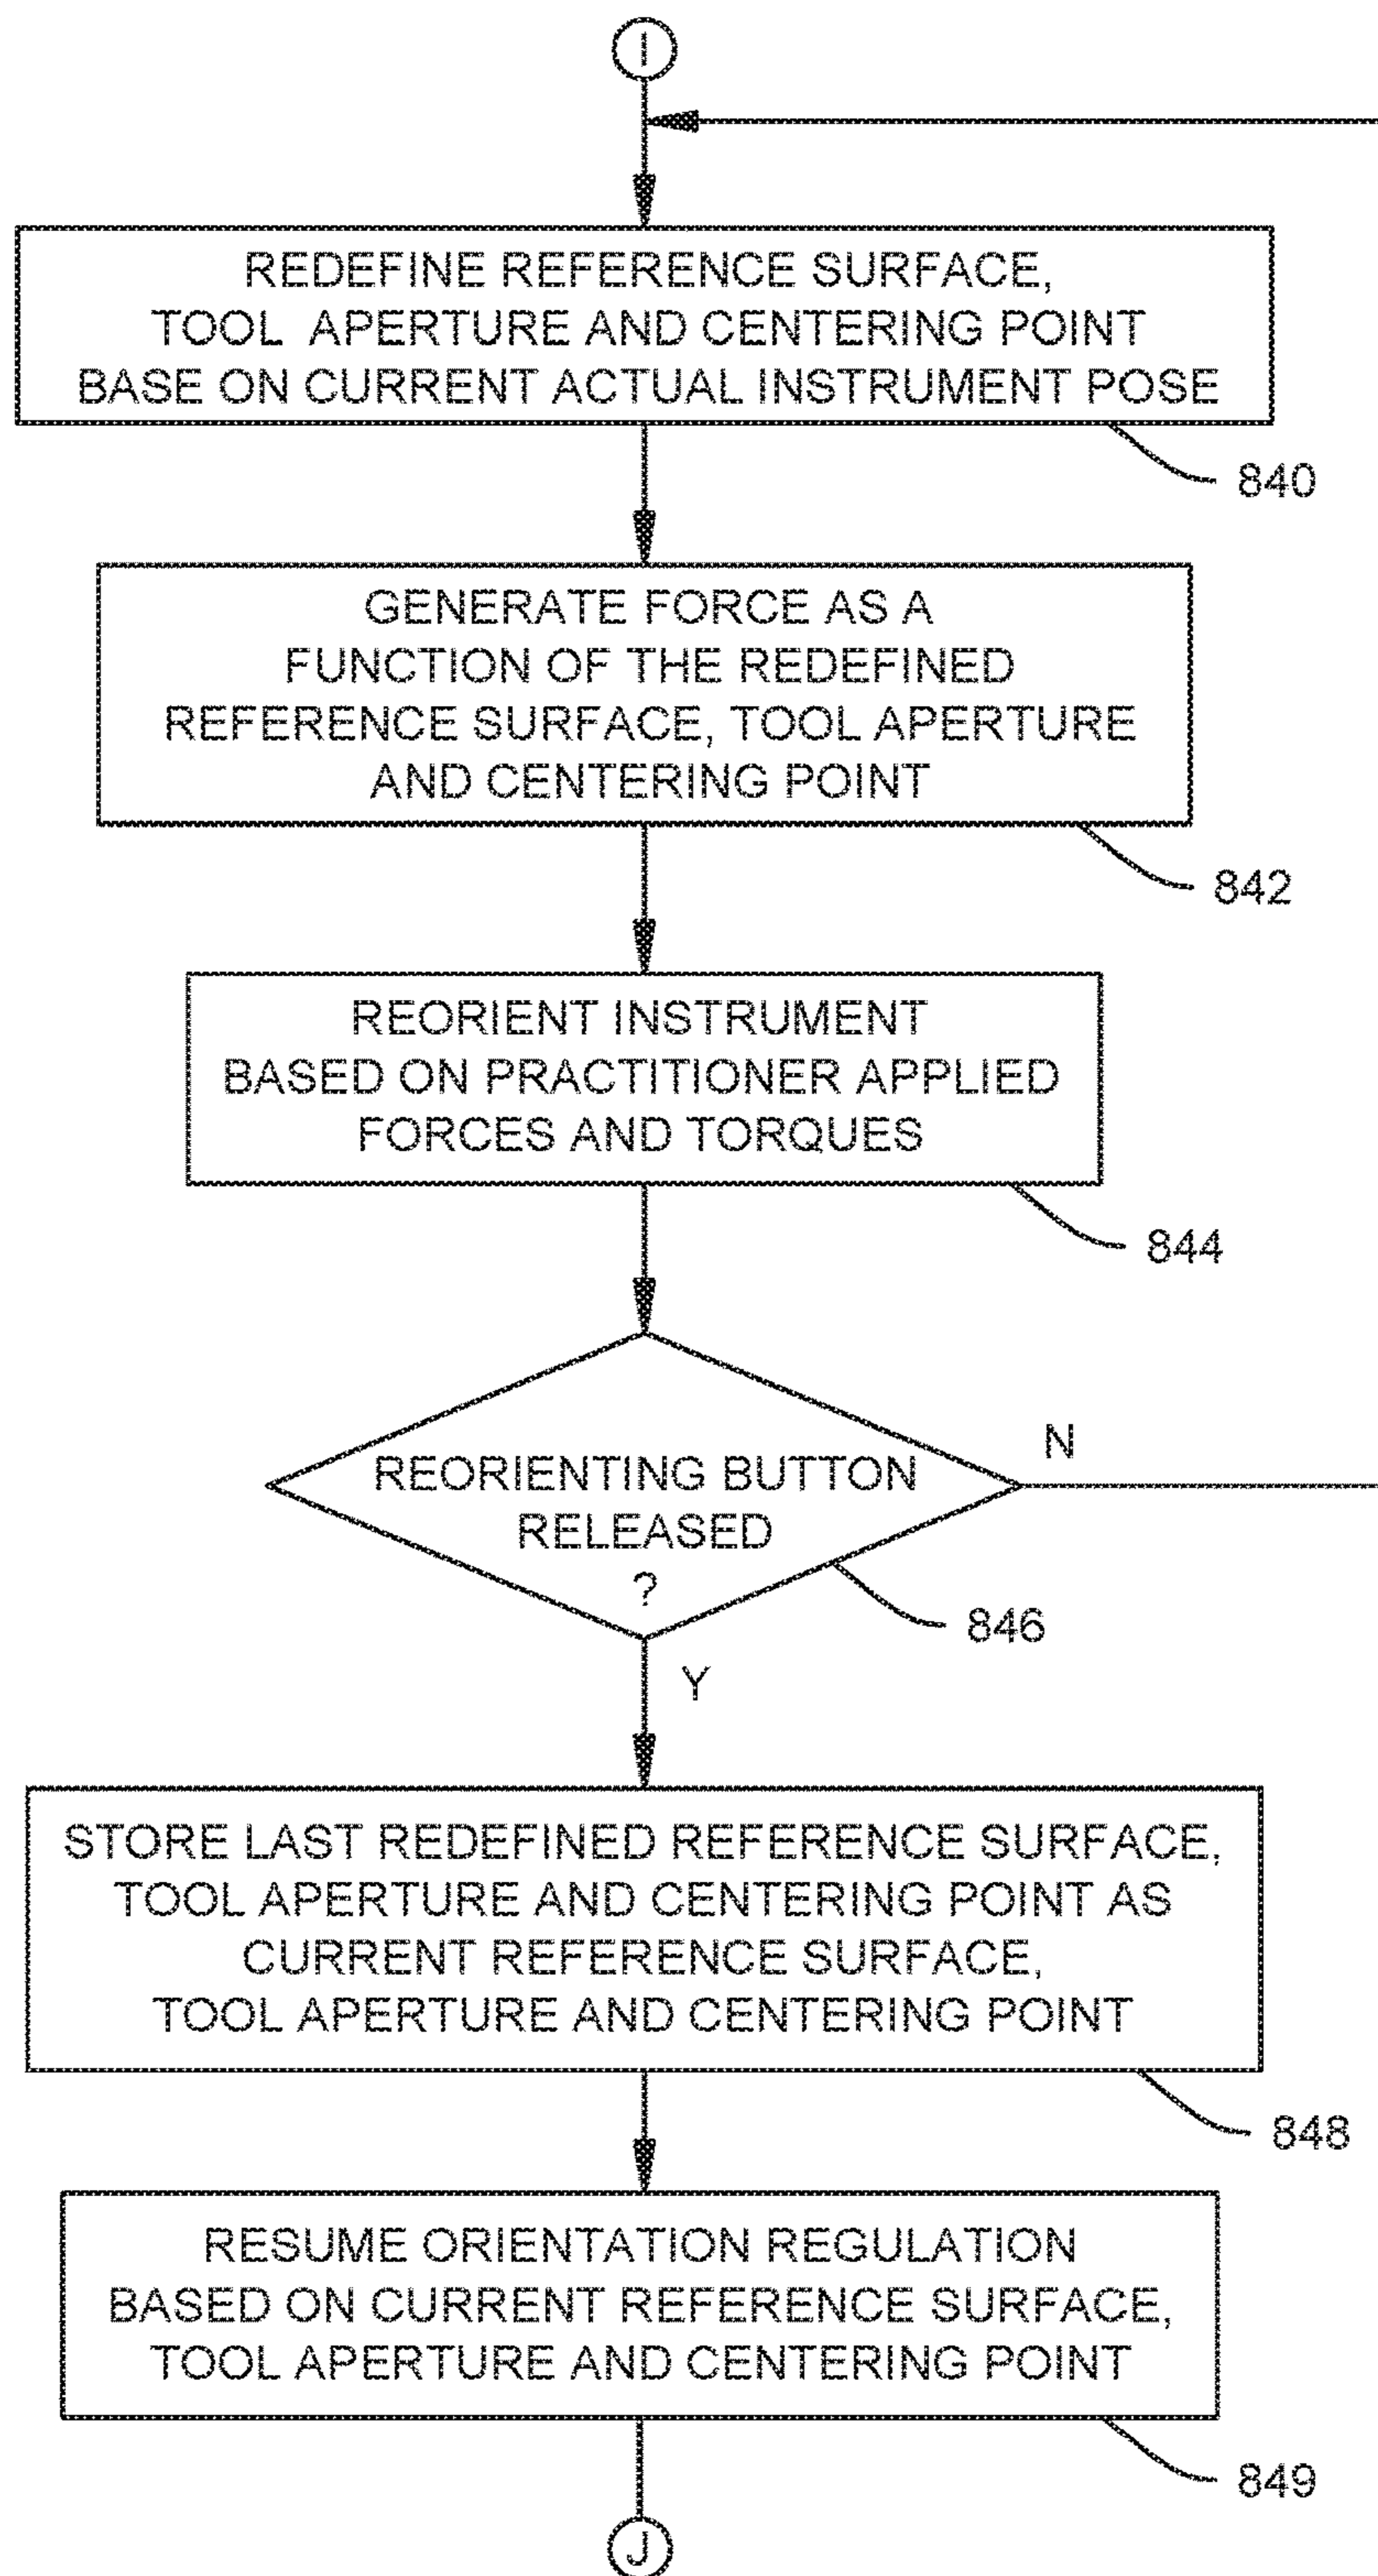 I
REDEFINE REFERENCE SURFACE,
TOOL APERTURE AND CENTERING POINT
BASE ON CURRENT ACTUAL INSTRUMENT POSE
840
GENERATE FORCE AS A
FUNCTION OF THE REDEFINED
REFERENCE SURFACE, TOOL APERTURE
AND CENTERING POINT
842
REORIENT INSTRUMENT
BASED ON PRACTITIONER APPLIED
FORCES AND TORQUES
844
N
REORIENTING BUTTON
RELEASED
?
846
Y
STORE LAST REDEFINED REFERENCE SURFACE,
TOOL APERTURE AND CENTERING POINT AS
CURRENT REFERENCE SURFACE,
TOOL APERTURE AND CENTERING POINT
848
RESUME ORIENTATION REGULATION
BASED ON CURRENT REFERENCE SURFACE,
TOOL APERTURE AND CENTERING POINT
849
J